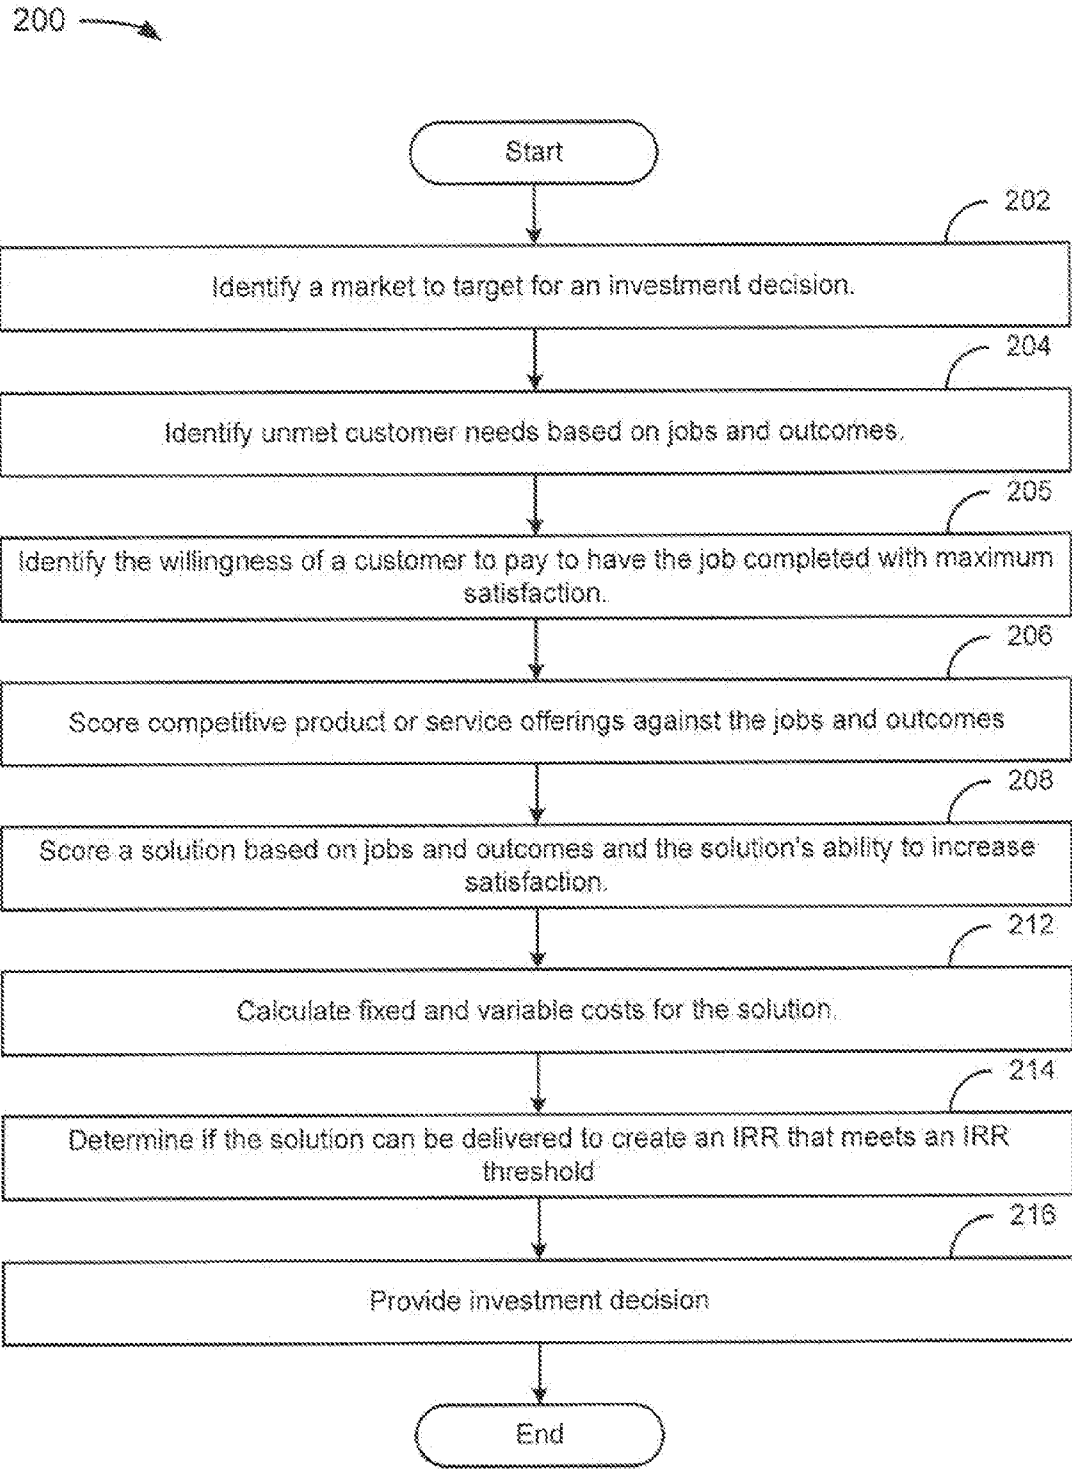 200
Start
202
Identify a market to target for an investment decision.
204
Identify unmet customer needs based on jobs and outcomes.
205
Identify the willingness of a customer to pay to have the job completed with maximum
satisfaction.
206
Score competitive product or service offerings against the jobs and outcomes
208
Score a solution based on jobs and outcomes and the solution's ability to increase
satisfaction.
212
Calculate fixed and variable costs for the solution.
214
Determine if the solution can be delivered to create an IRR that meets an IRR
threshold
216
Provide investment decision
End